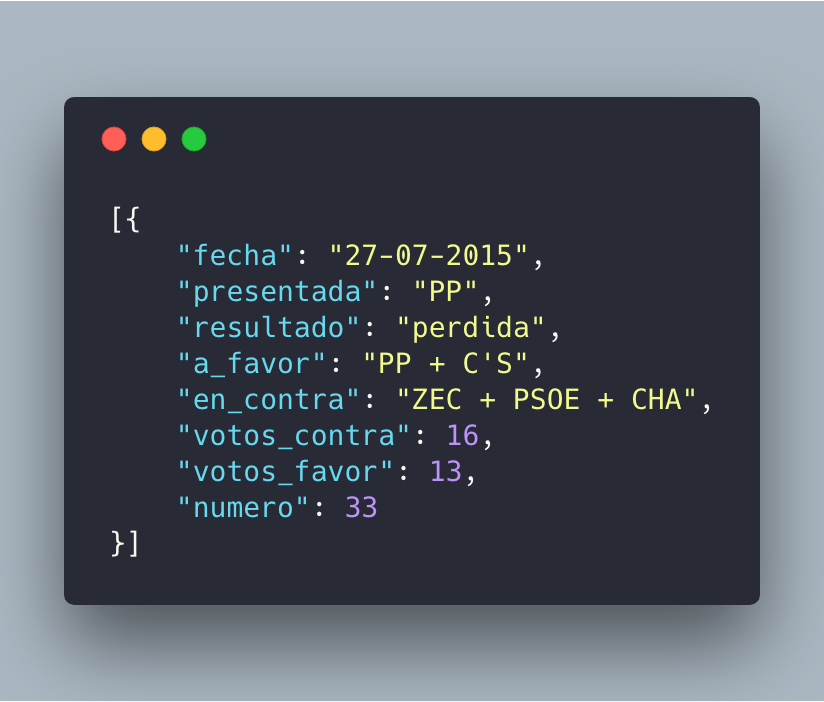 [{
    "fecha": "27-07-2015",
    "presentada": "PP",
    "resultado": "perdida",
    "a_favor": "PP + C'S",
    "en_contra": "ZEC + PSOE + CHA",
    "votos_contra": 16,
    "votos_favor": 13,
    "numero": 33
}]